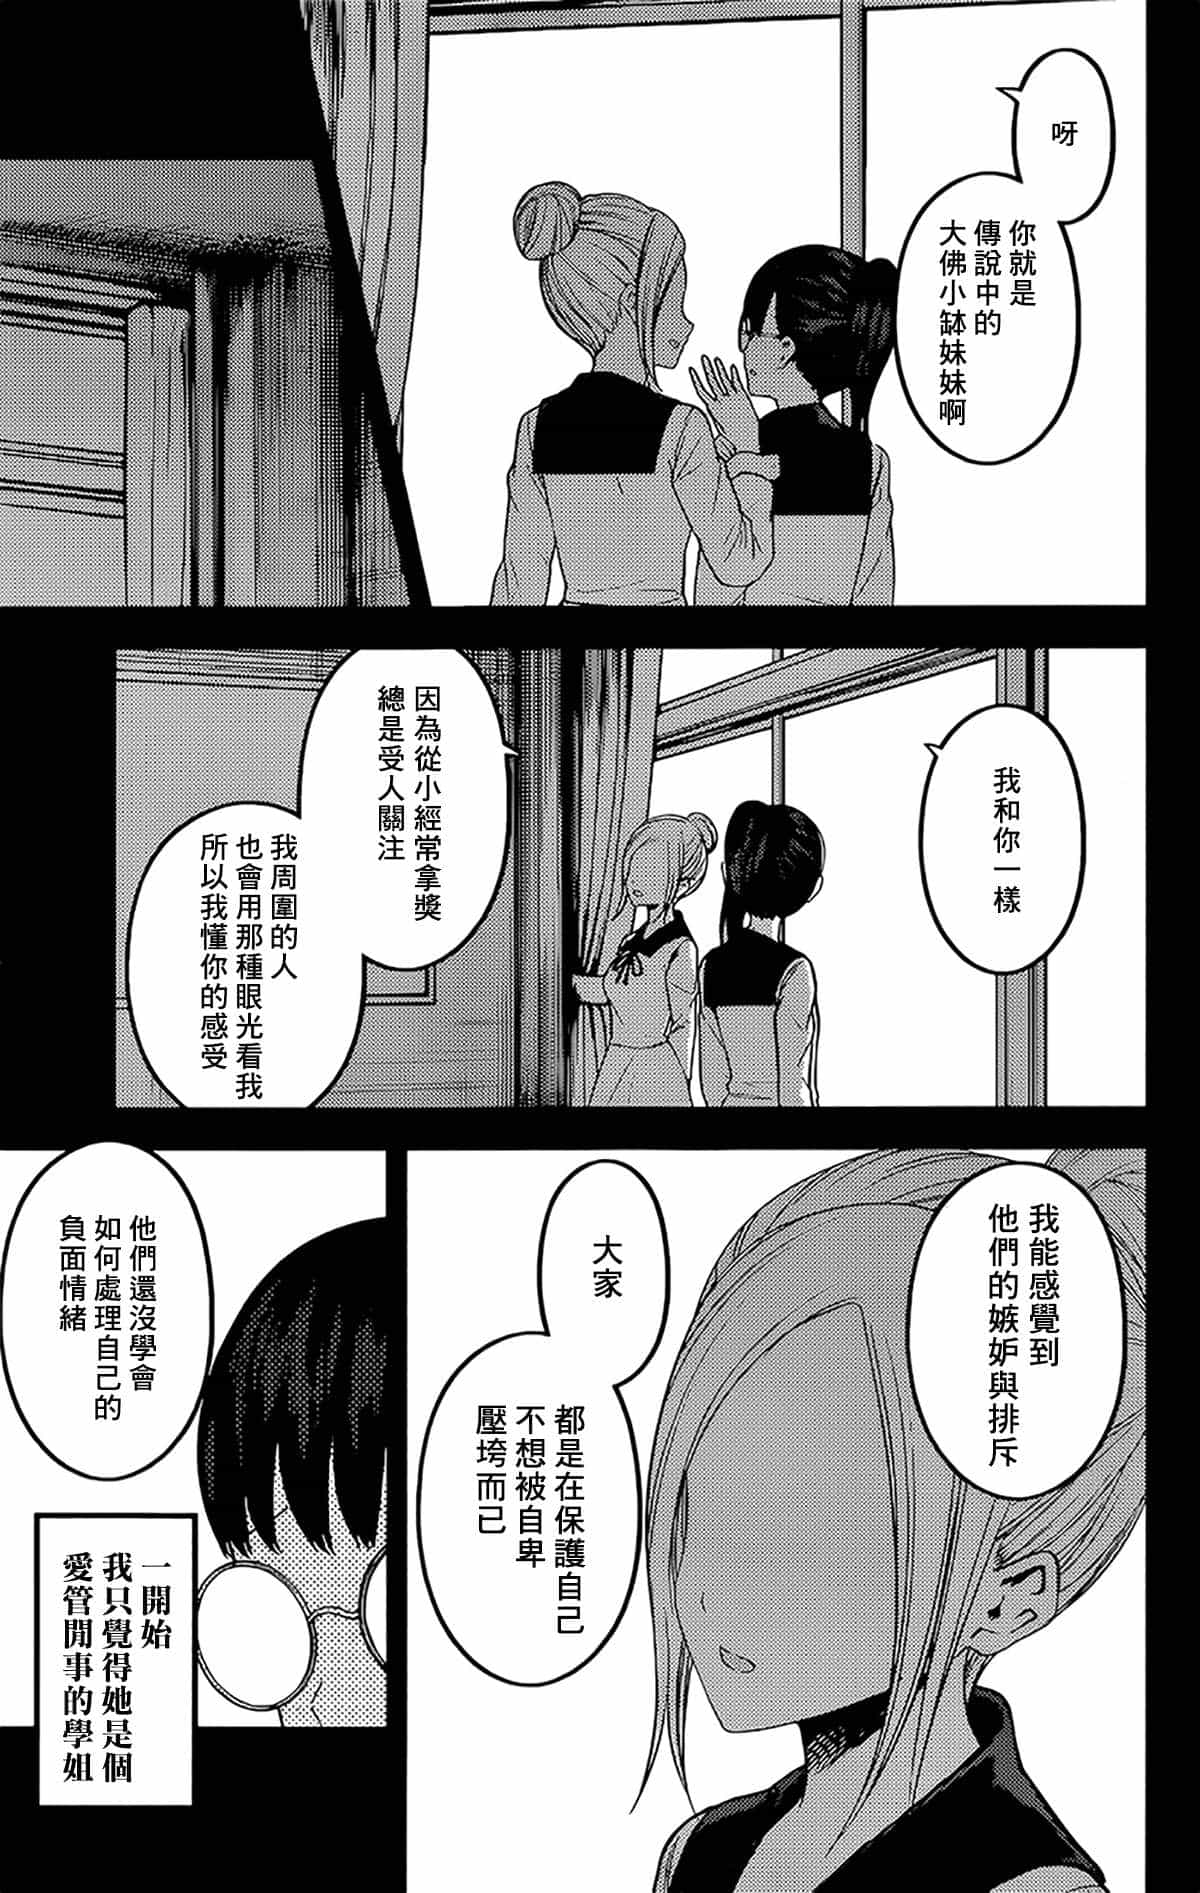 呀
你就是
傳說中的
大佛小缽妹妹啊
我和你一樣
因為從小經常拿獎
總是受人關注
我周圍的人
也會用那種眼光看我
所以我懂你的感受
我能感覺到
他們的嫉妒與排斥
大家
都是在保護自己
不想被自卑
壓垮而已
他們還沒學會
如何處理自己的
負面情緒
一開始
我只覺得她是個
愛管閒事的學姐